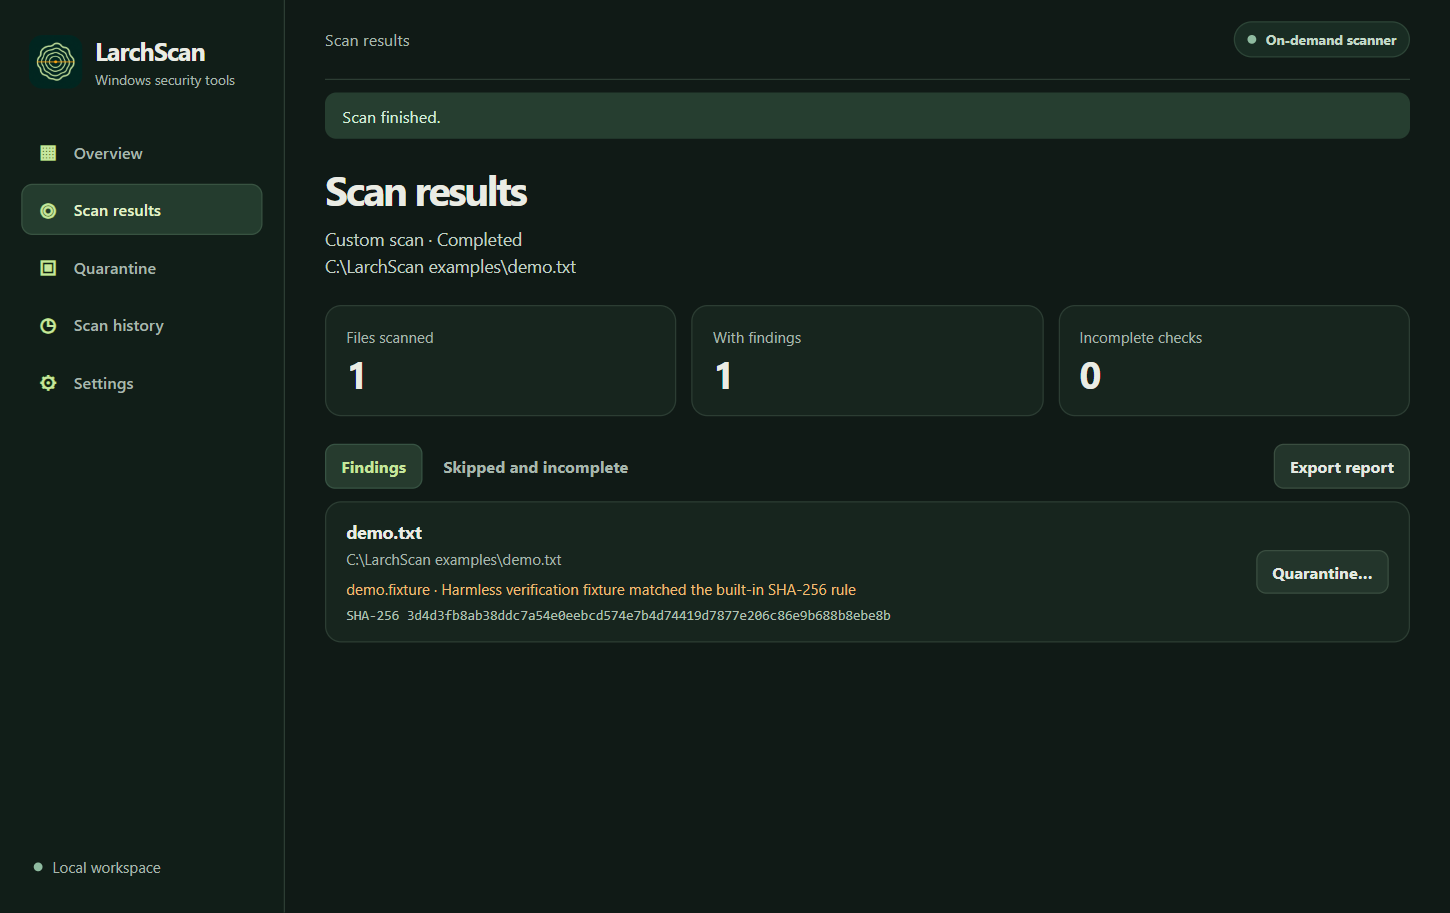 LarchScan
Windows security tools
Overview
Scan results
Quarantine
Scan history
Settings
Local workspace
Scan results
On-demand scanner
Scan finished.
Scan results
Custom scan · Completed
C:\LarchScan examples\demo.txt
Files scanned
1
With findings
1
Incomplete checks
0
Findings
Skipped and incomplete
Export report
demo.txt
C:\LarchScan examples\demo.txt
demo.fixture · Harmless verification fixture matched the built-in SHA-256 rule
SHA-256 3d4d3fb8ab38ddc7a54e0eebcd574e7b4d74419d7877e206c86e9b688b8ebe8b
Quarantine...